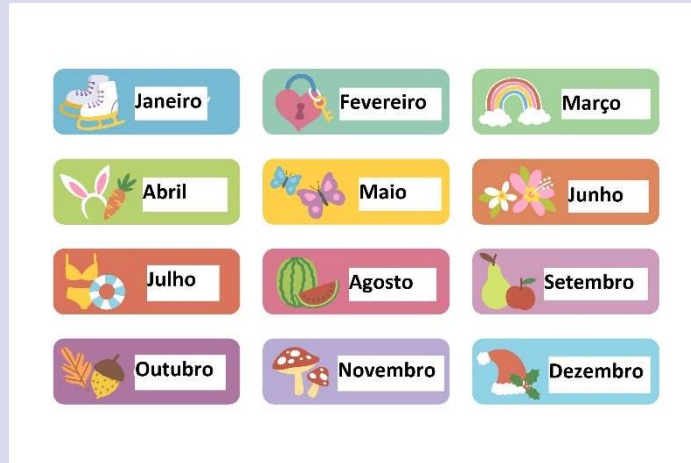 Janeiro
Fevereiro
Março
Abril
Maio
Junho
Julho
Agosto
Setembro
Outubro
Novembro
Dezembro